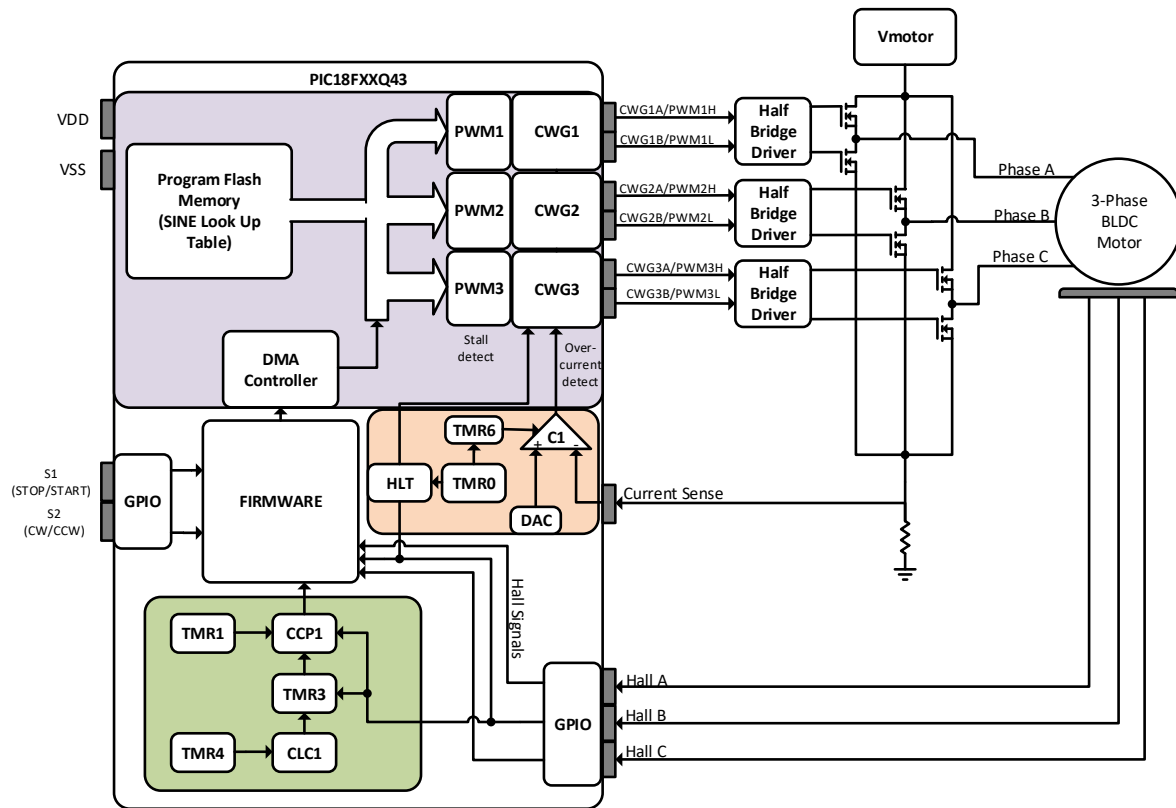 Vmotor
PIC18FXXQ43
VDD
VSS
Program Flash
Memory
(SINE Look Up
Table)
PWM1
CWG1
PWM2
CWG2
PWM3
CWG3
CWG1A/PWM1H
CWG1B/PWM1L
CWG2A/PWM2H
CWG2B/PWM2L
CWG3A/PWM3H
CWG3B/PWM3L
Half
Bridge
Driver
Half
Bridge
Driver
Half
Bridge
Driver
Phase A
Phase B
Phase C
3-Phase
BLDC
Motor
Stall
detect
Over-
current
detect
DMA
Controller
TMR6
C1
+
-
HLT
TMR0
DAC
Current Sense
S1
(STOP/START)
S2
(CW/CCW)
GPIO
FIRMWARE
Hall Signals
TMR1
CCP1
TMR3
TMR4
CLC1
GPIO
Hall A
Hall B
Hall C